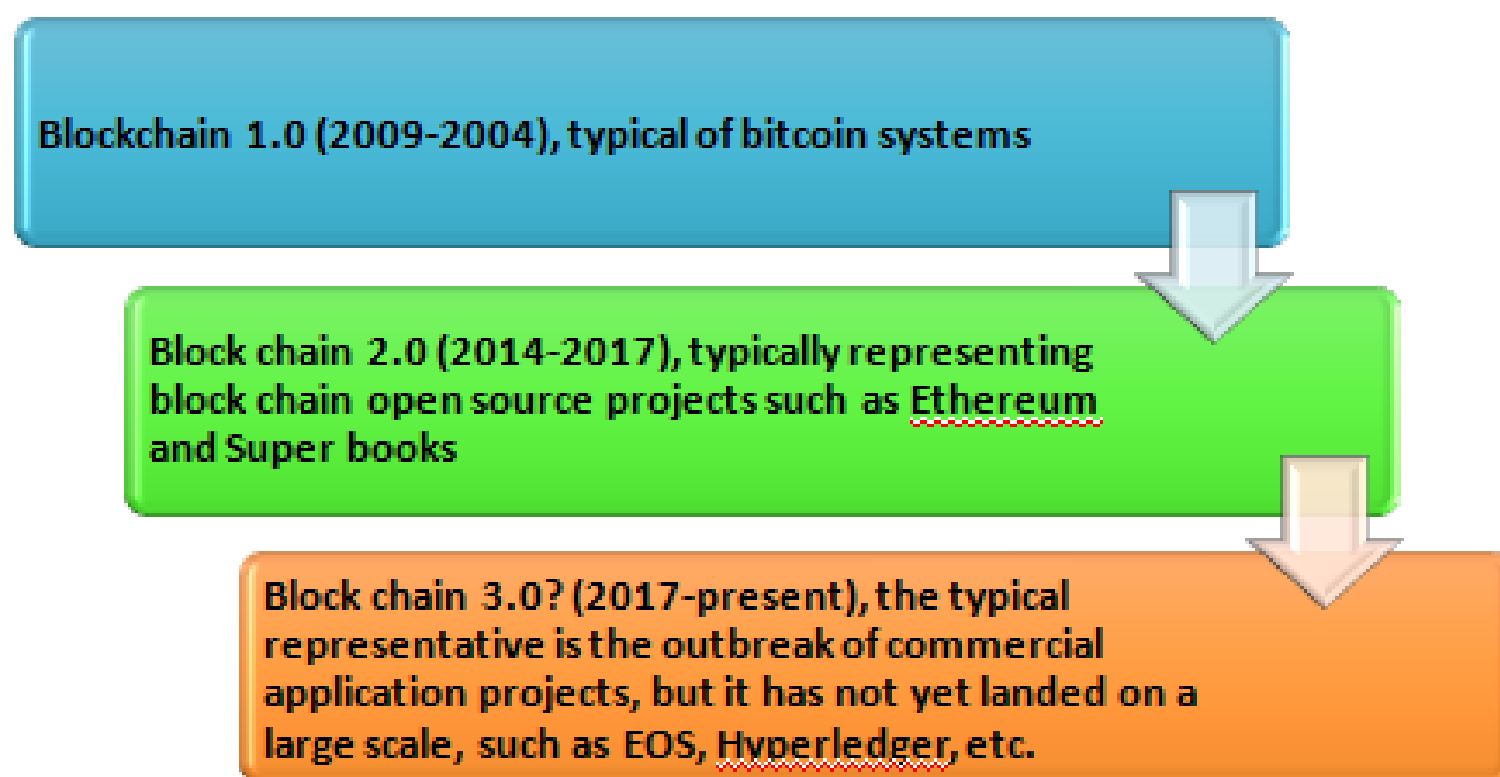 Blockchain 1.0 (2009-2004), typical of bitcoin systems
Block chain 2.0 (2014-2017), typically representing
block chain open source projects such as Ethereum
and Super books
Block chain 3.0? (2017-present), the typical
representative is the outbreak of commercial
application projects, but it has not yet landed on a
large scale, such as EOS, Hyperledger, etc.